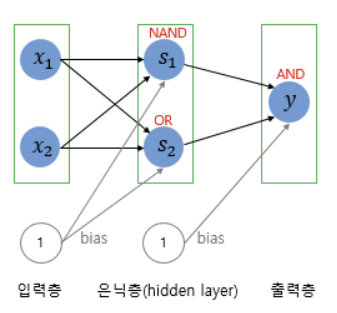 NAND
x₁ s₁
AND
y
OR
x₂ s₂
1 bias 1 bias
입력층 은닉층(hidden layer) 출력층